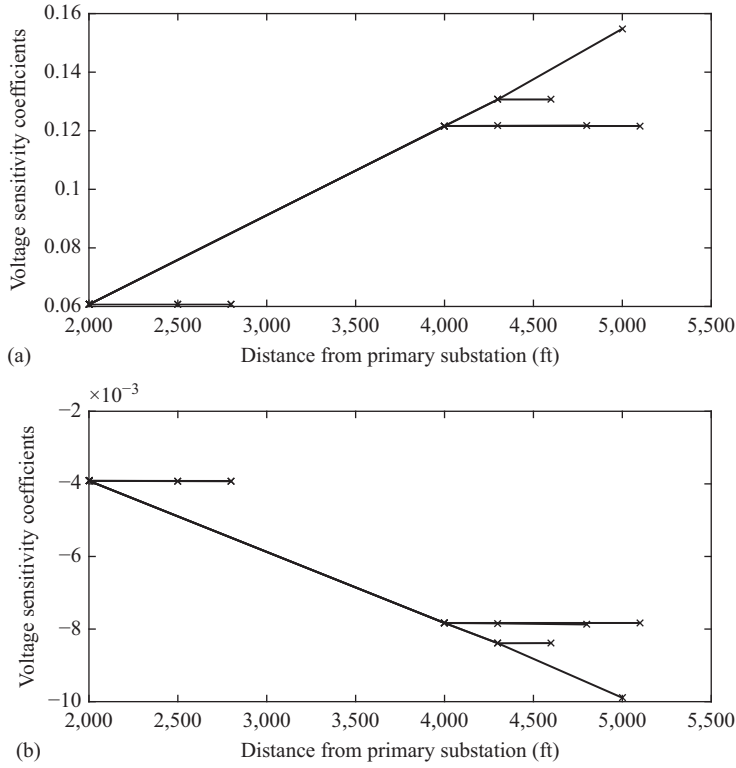 Voltage sensitivity coefficients
0.16
0.14
0.12
0.1
0.08
0.06
2,000 2,500 3,000 3,500 4,000 4,500 5,000 5,500
(a) Distance from primary substation (ft)
×10−3
Voltage sensitivity coefficients
−2
−4
−6
−8
−10
2,000 2,500 3,000 3,500 4,000 4,500 5,000 5,500
(b) Distance from primary substation (ft)